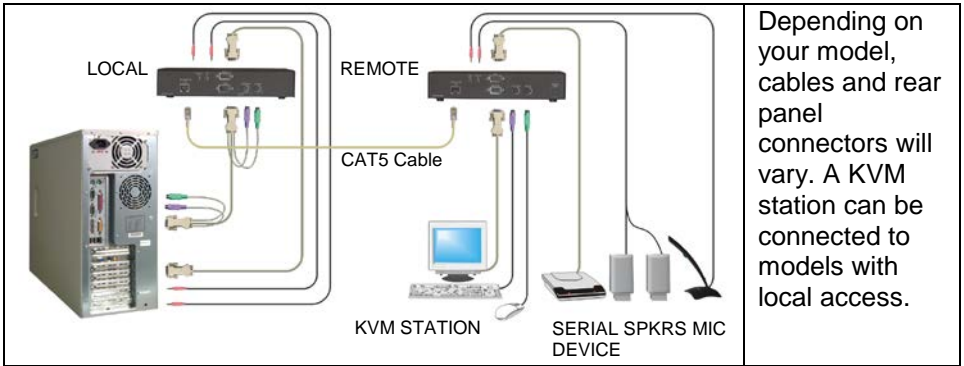 LOCAL
REMOTE
CAT5 Cable
KVM STATION
SERIAL SPKRS MIC
DEVICE
Depending on
your model,
cables and rear
panel
connectors will
vary. A KVM
station can be
connected to
models with
local access.